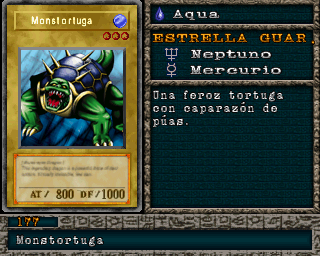 Monstortuga
AT/ 800 DF/1000
Aqua
ESTRELLA GUAR.
Neptuno
Mercurio
Una feroz tortuga
con caparazón de
púas.
177
Monstortuga